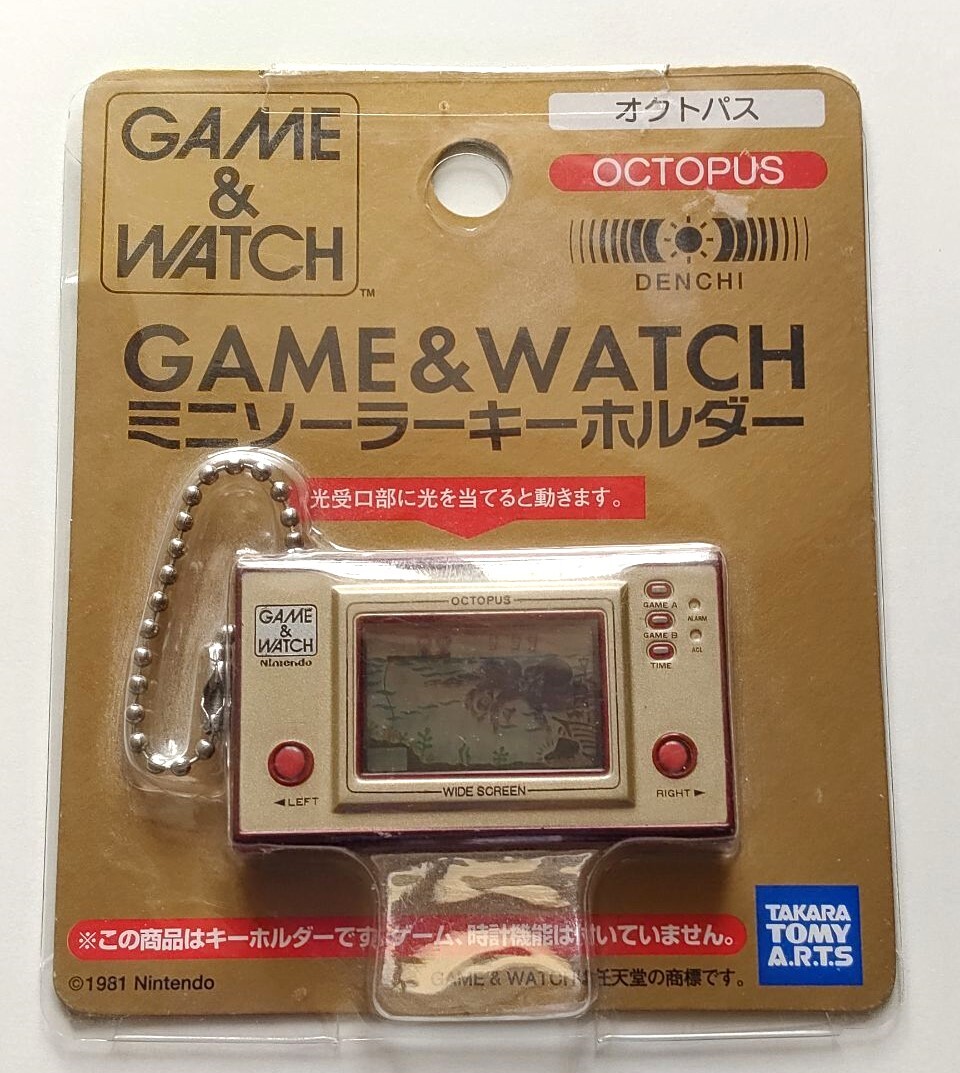 GAME
&
WATCH
TM
オクトパス
OCTOPUS
DENCHI
GAME&WATCH
ミニソーラーキーホルダー
光受口部に光を当てると動きます。
OCTOPUS
GAME
&
WATCH
Nintendo
GAME A
ALARM
GAME B
ACL
TIME
◄LEFT
WIDE SCREEN
RIGHT►
※この商品はキーホルダーです。ゲーム、時計機能は付いていません。
©1981 Nintendo
GAME & WATCHは任天堂の商標です。
TAKARA
TOMY
A.R.T.S